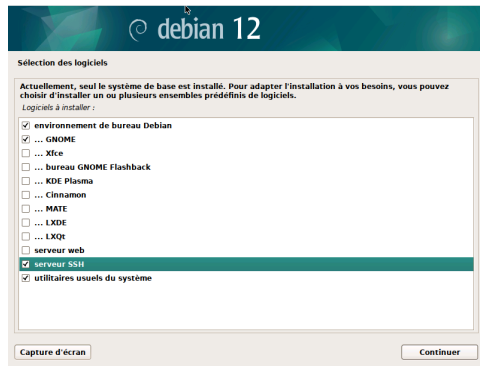 debian 12
Sélection des logiciels
Actuellement, seul le système de base est installé. Pour adapter l'installation à vos besoins, vous pouvez
choisir d'installer un ou plusieurs ensembles prédéfinis de logiciels.
Logiciels à installer :
environnement de bureau Debian
... GNOME
... Xfce
... bureau GNOME Flashback
... KDE Plasma
... Cinnamon
... MATE
... LXDE
... LXQt
serveur web
serveur SSH
utilitaires usuels du système
Capture d'écran
Continuer